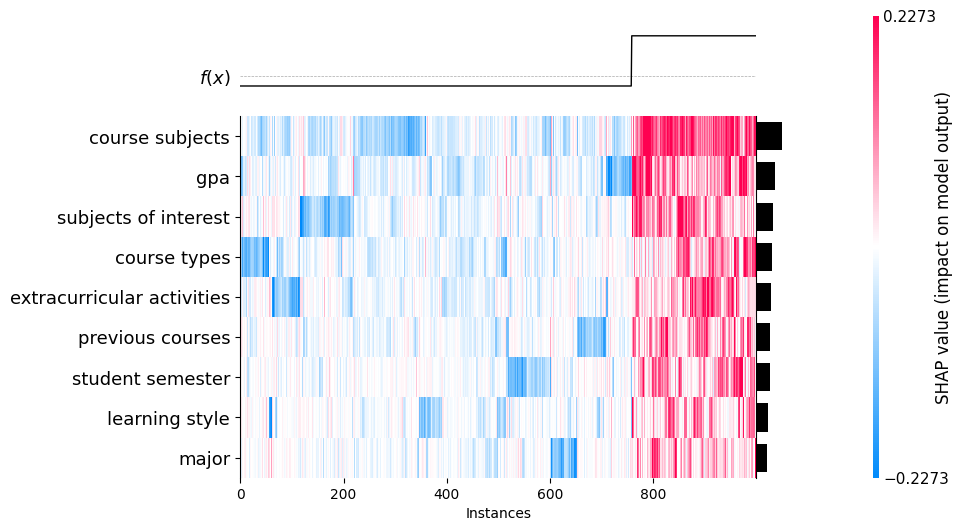 0.2273
f(x)
course subjects
gpa
subjects of interest
course types
extracurricular activities
previous courses
student semester
learning style
major
0 200 400 600 800
Instances
SHAP value (impact on model output)
−0.2273